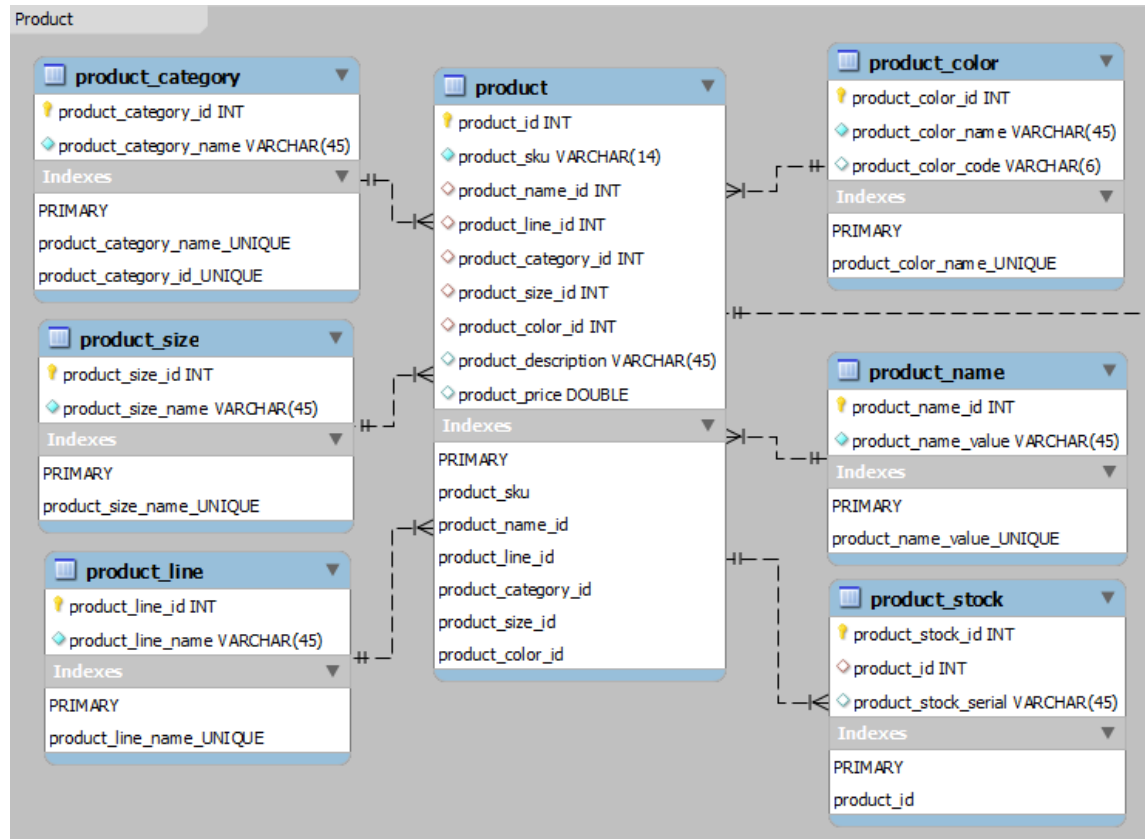 Product
product_category
product_category_id INT
product_category_name VARCHAR(45)
Indexes
PRIMARY
product_category_name_UNIQUE
product_category_id_UNIQUE
product_size
product_size_id INT
product_size_name VARCHAR(45)
Indexes
PRIMARY
product_size_name_UNIQUE
product_line
product_line_id INT
product_line_name VARCHAR(45)
Indexes
PRIMARY
product_line_name_UNIQUE
product
product_id INT
product_sku VARCHAR(14)
product_name_id INT
product_line_id INT
product_category_id INT
product_size_id INT
product_color_id INT
product_description VARCHAR(45)
product_price DOUBLE
Indexes
PRIMARY
product_sku
product_name_id
product_line_id
product_category_id
product_size_id
product_color_id
product_color
product_color_id INT
product_color_name VARCHAR(45)
product_color_code VARCHAR(6)
Indexes
PRIMARY
product_color_name_UNIQUE
product_name
product_name_id INT
product_name_value VARCHAR(45)
Indexes
PRIMARY
product_name_value_UNIQUE
product_stock
product_stock_id INT
product_id INT
product_stock_serial VARCHAR(45)
Indexes
PRIMARY
product_id